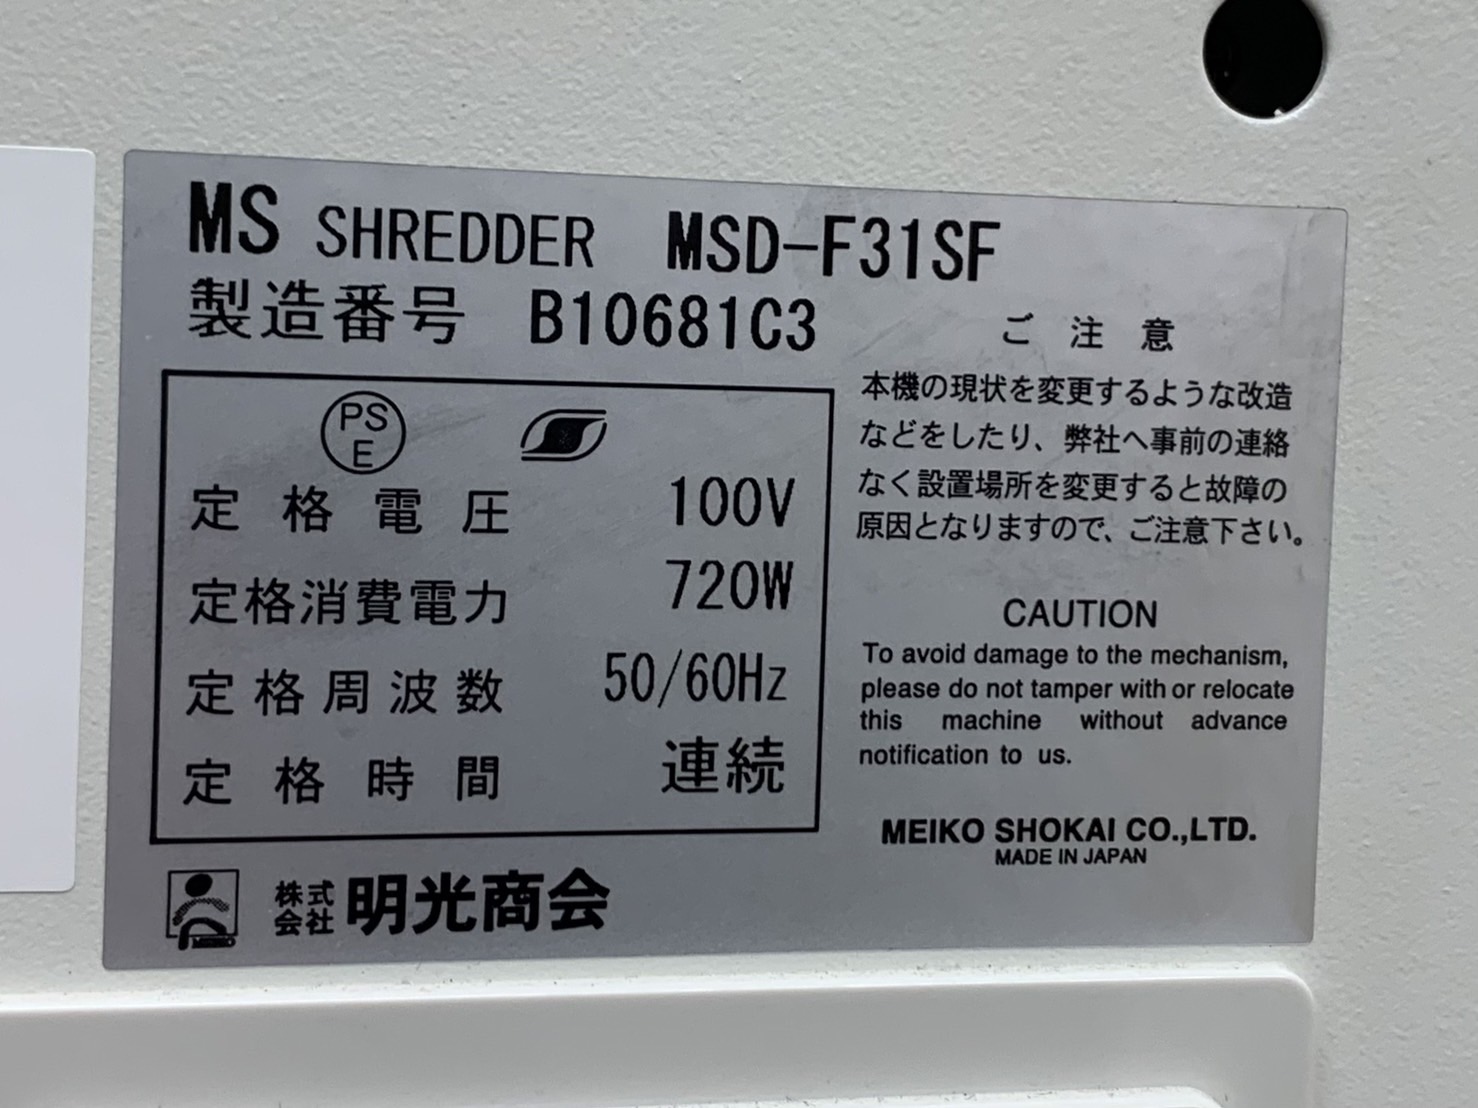 MS SHREDDER MSD-F31SF
製造番号 B10681C3
PS
E
定格電圧 100V
定格消費電力 720W
定格周波数 50/60Hz
定格時間 連続
ご注意
本機の現状を変更するような改造
などをしたり、弊社へ事前の連絡
なく設置場所を変更すると故障の
原因となりますので、ご注意下さい。
CAUTION
To avoid damage to the mechanism,
please do not tamper with or relocate
this machine without advance
notification to us.
MEIKO SHOKAI CO.,LTD.
MADE IN JAPAN
MEIKO
株式会社 明光商会